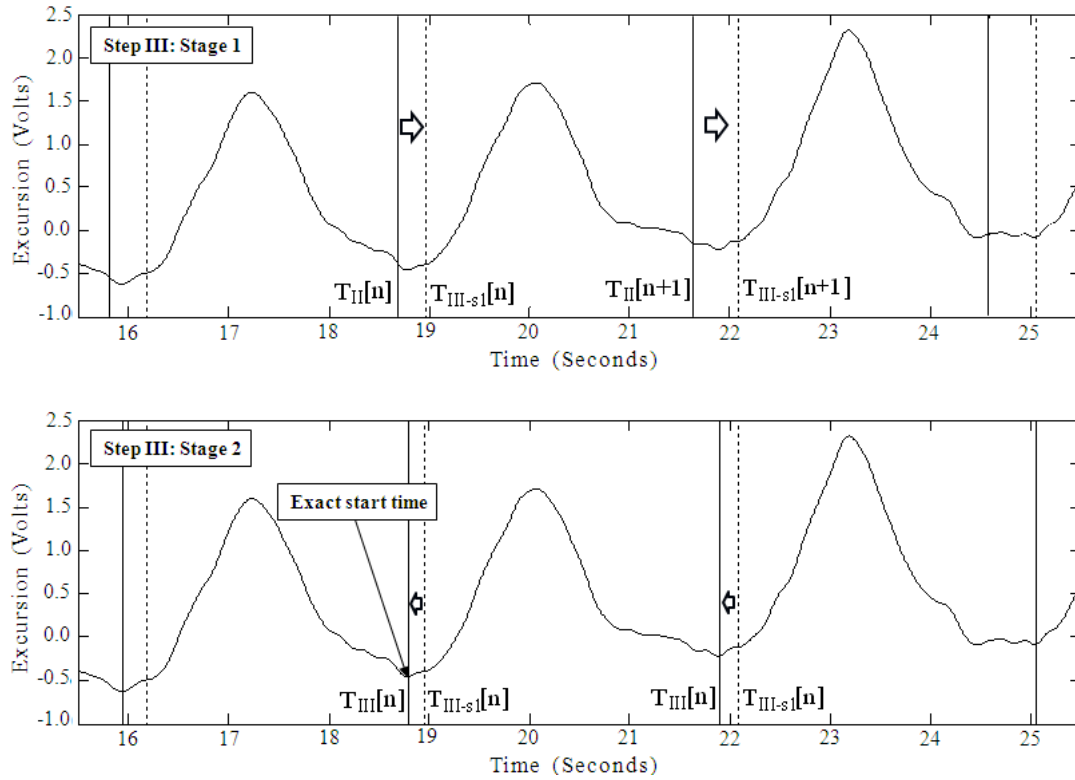 Step III: Stage 1
Excursion (Volts)
2.5
2.0
1.5
1.0
0.5
0.0
-0.5
-1.0
T_II[n]
T_III-s1[n]
T_II[n+1]
T_III-s1[n+1]
16 17 18 19 20 21 22 23 24 25
Time (Seconds)
Step III: Stage 2
Exact start time
Excursion (Volts)
2.5
2.0
1.5
1.0
0.5
0.0
-0.5
-1.0
T_III[n]
T_III-s1[n]
T_III[n]
T_III-s1[n]
16 17 18 19 20 21 22 23 24 25
Time (Seconds)